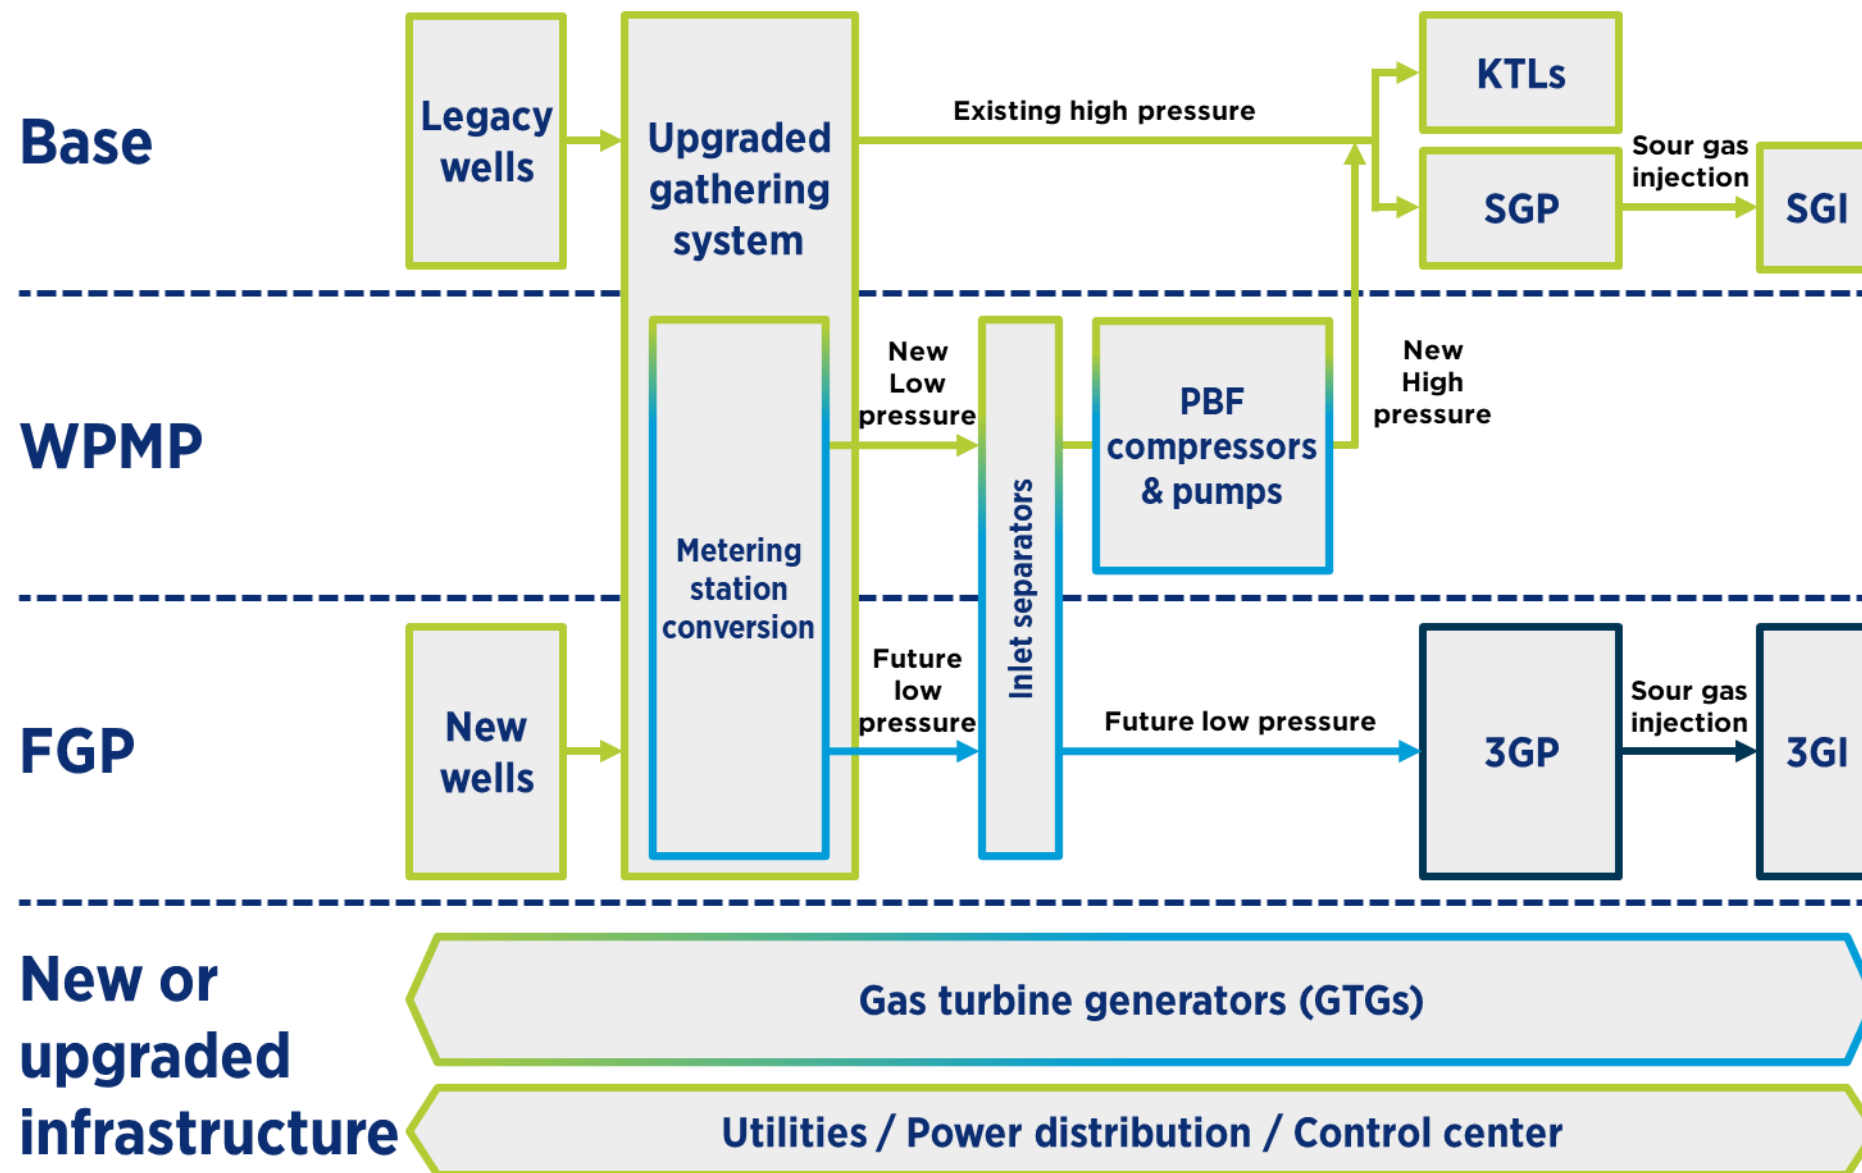 Base
Legacy
wells
Upgraded
gathering
system
Existing high pressure
KTLs
SGP
Sour gas
injection
SGI
WPMP
New
Low
pressure
PBF
compressors
& pumps
New
High
pressure
Metering
station
conversion
Inlet separators
FGP
New
wells
Future
low
pressure
Future low pressure
3GP
Sour gas
injection
3GI
New or
upgraded
infrastructure
Gas turbine generators (GTGs)
Utilities / Power distribution / Control center